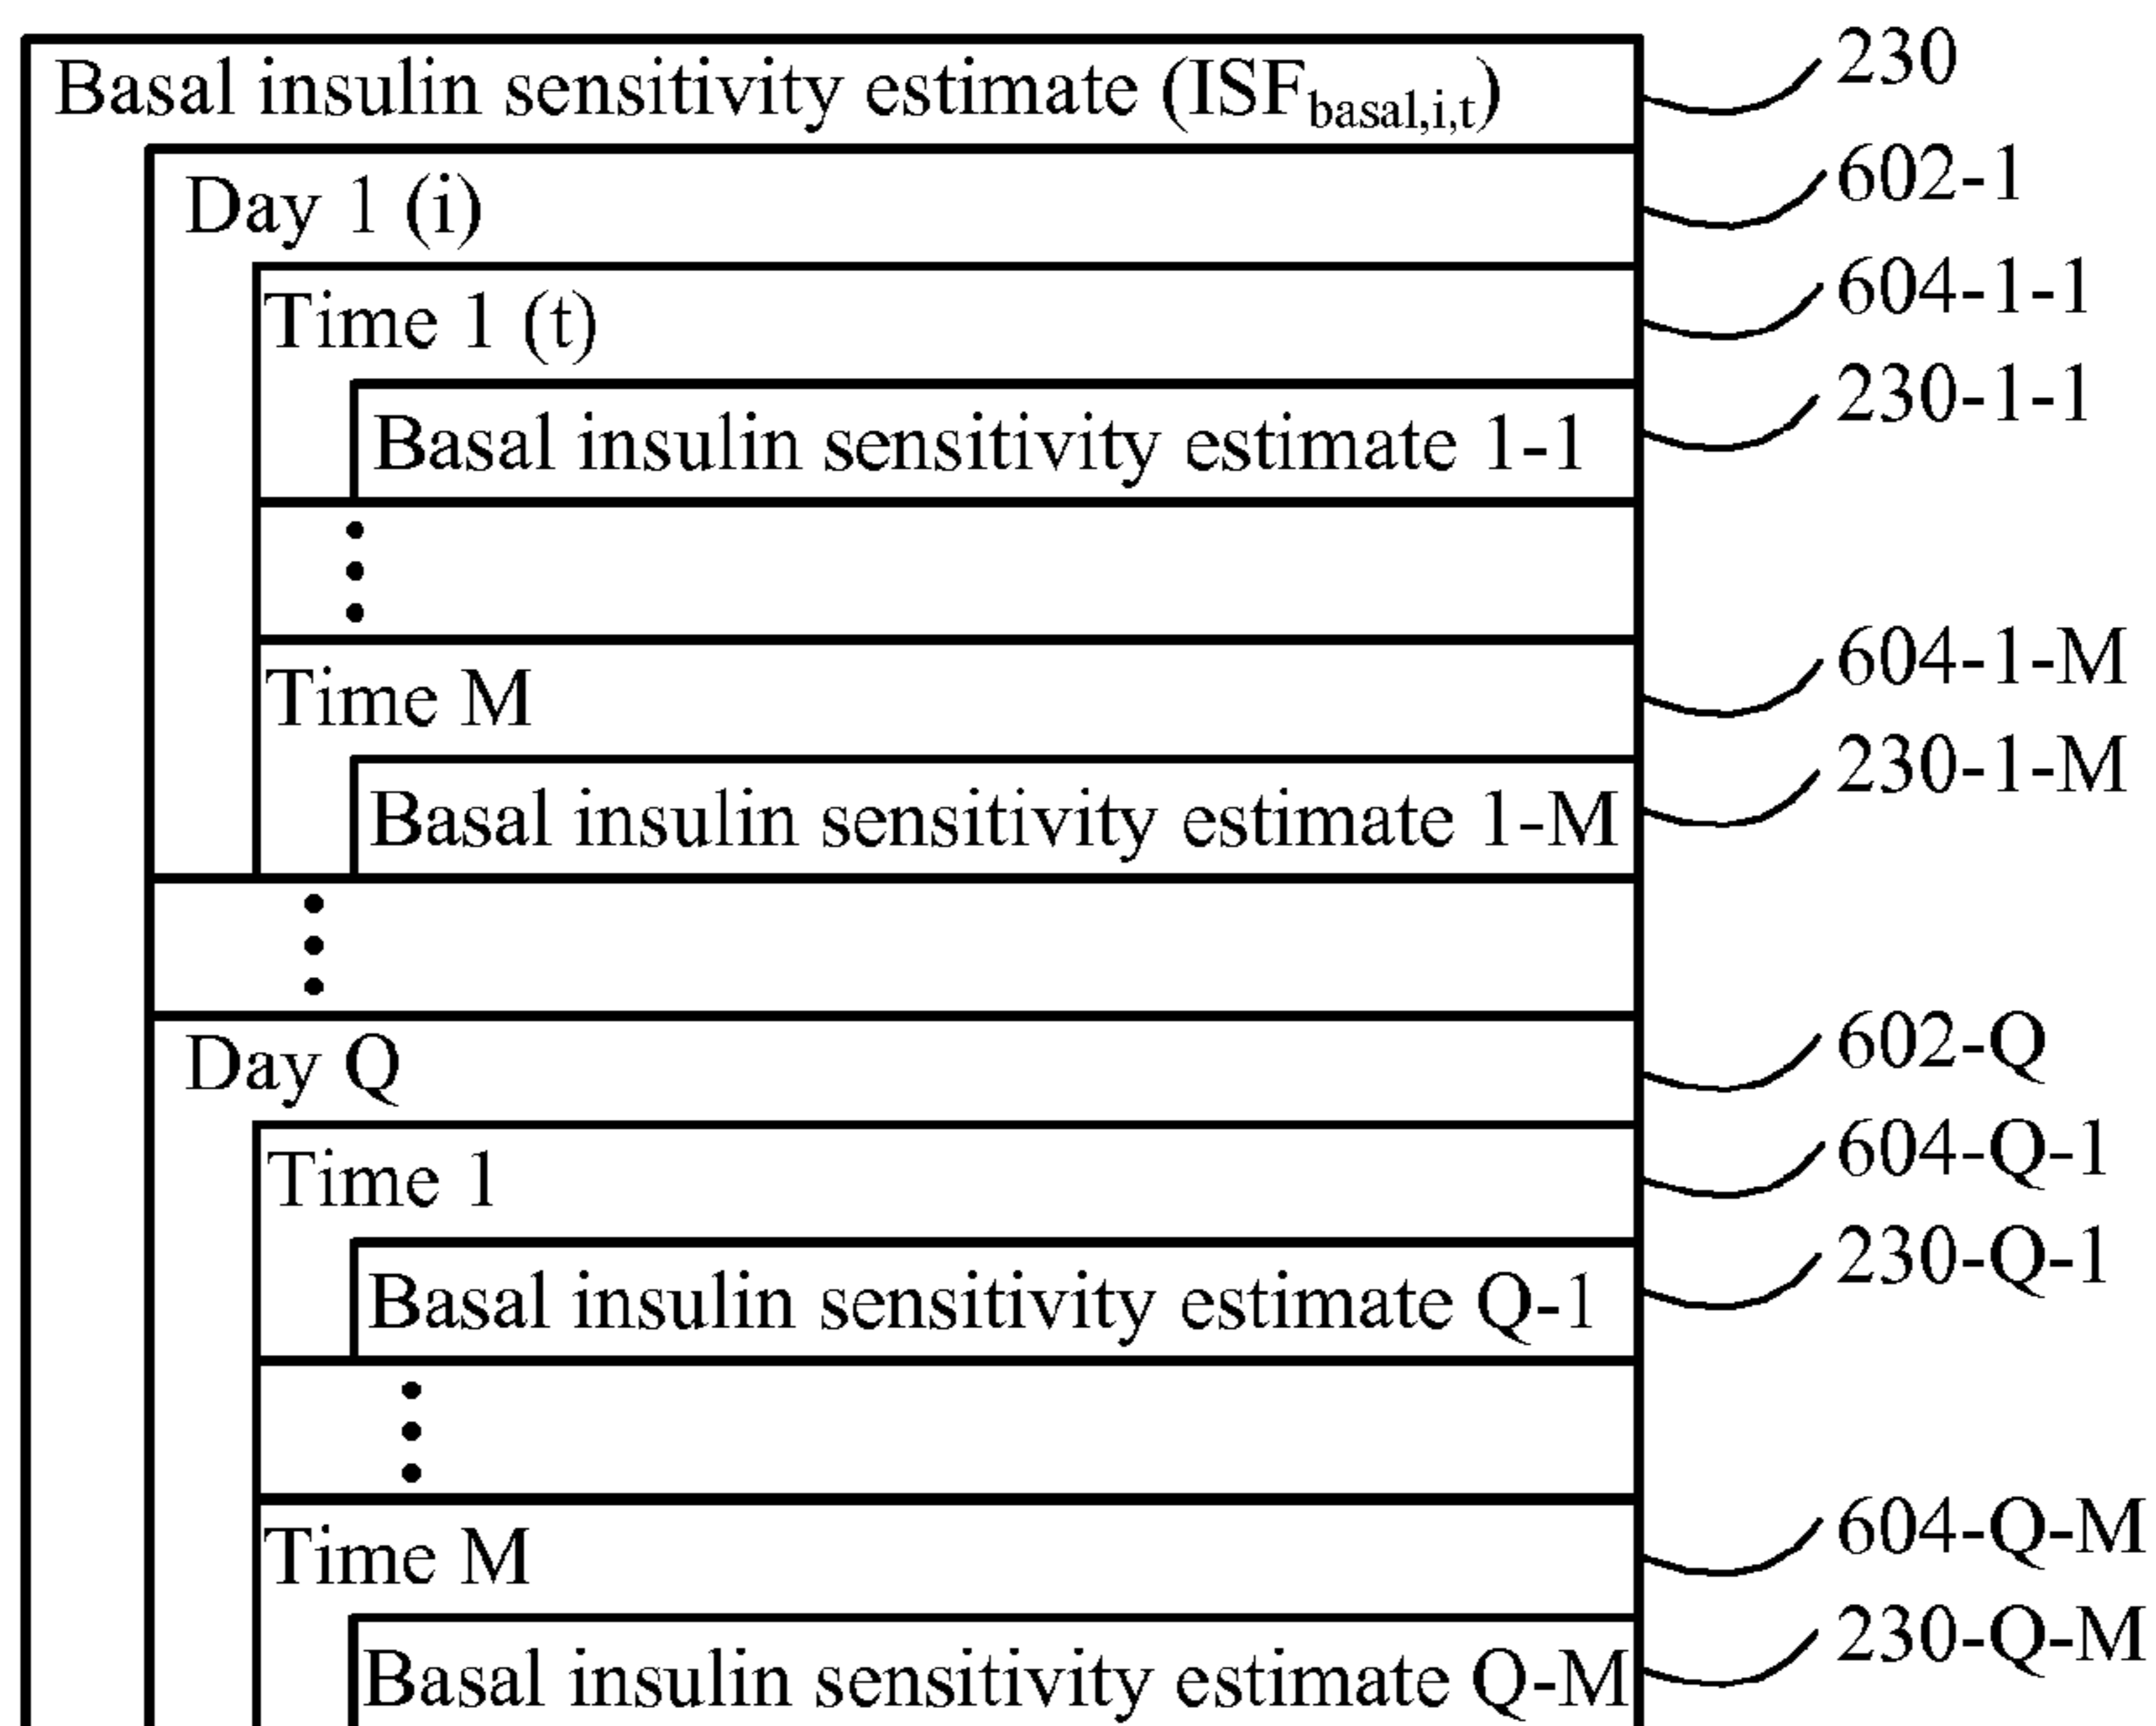 Basal insulin sensitivity estimate (ISFbasal,i,t) 230
Day 1 (i) 602-1
Time 1 (t) 604-1-1
Basal insulin sensitivity estimate 1-1 230-1-1
Time M 604-1-M
Basal insulin sensitivity estimate 1-M 230-1-M
Day Q 602-Q
Time 1 604-Q-1
Basal insulin sensitivity estimate Q-1 230-Q-1
Time M 604-Q-M
Basal insulin sensitivity estimate Q-M 230-Q-M